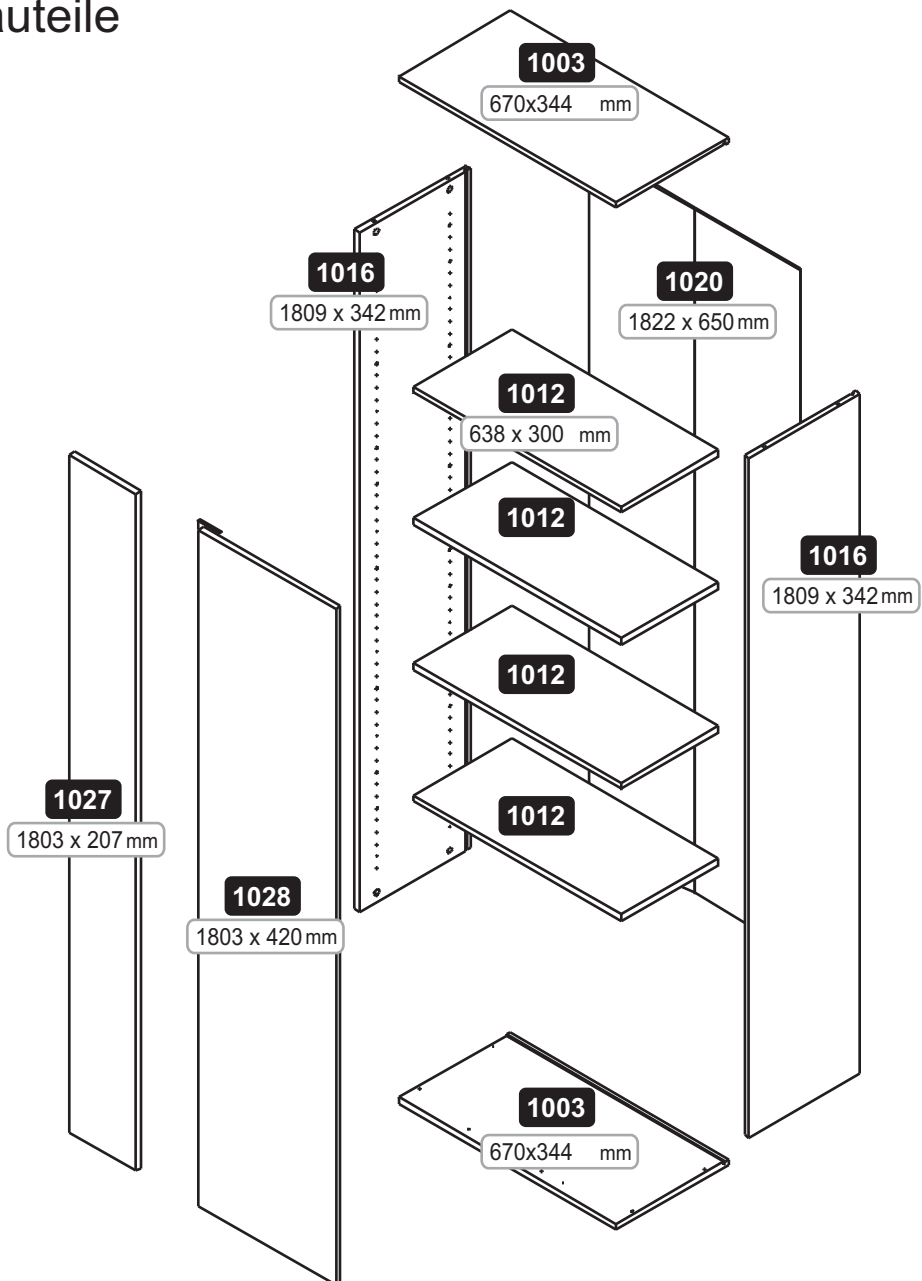 auteile
1003
670x344 mm
1016
1809 x 342 mm
1020
1822 x 650 mm
1012
638 x 300 mm
1012
1016
1809 x 342 mm
1012
1027
1803 x 207 mm
1012
1028
1803 x 420 mm
1003
670x344 mm